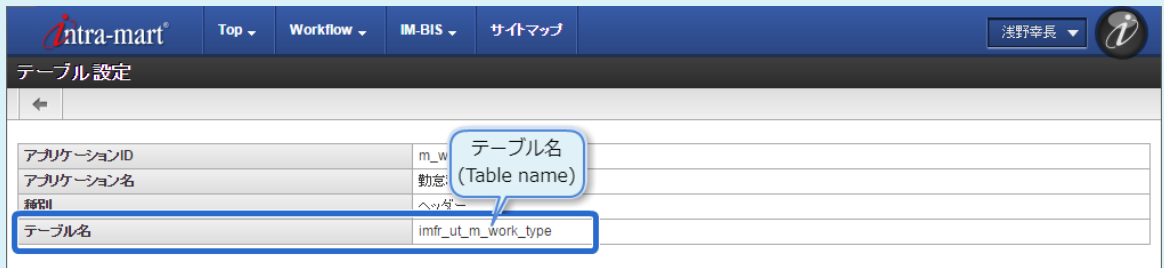 intra-mart®
Top Workflow IM-BIS サイトマップ 浅野幸長
テーブル設定
アプリケーションID m_w
テーブル名
(Table name)
アプリケーション名 勤怠
種別 ヘッダー
テーブル名 imfr_ut_m_work_type